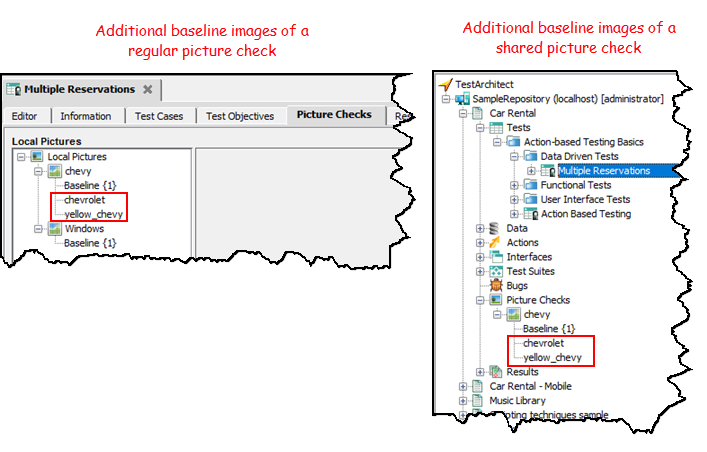 Additional baseline images of a
regular picture check
Additional baseline images of a
shared picture check
Multiple Reservations
Editor Information Test Cases Test Objectives Picture Checks
Local Pictures
Local Pictures
chevy
Baseline {1}
chevrolet
yellow_chevy
Windows
Baseline {1}
TestArchitect
SampleRepository (localhost) [administrator]
Car Rental
Tests
Action-based Testing Basics
Data Driven Tests
Multiple Reservations
Functional Tests
User Interface Tests
Action Based Testing
Data
Actions
Interfaces
Test Suites
Bugs
Picture Checks
chevy
Baseline {1}
chevrolet
yellow_chevy
Results
Car Rental - Mobile
Music Library
techniques sample